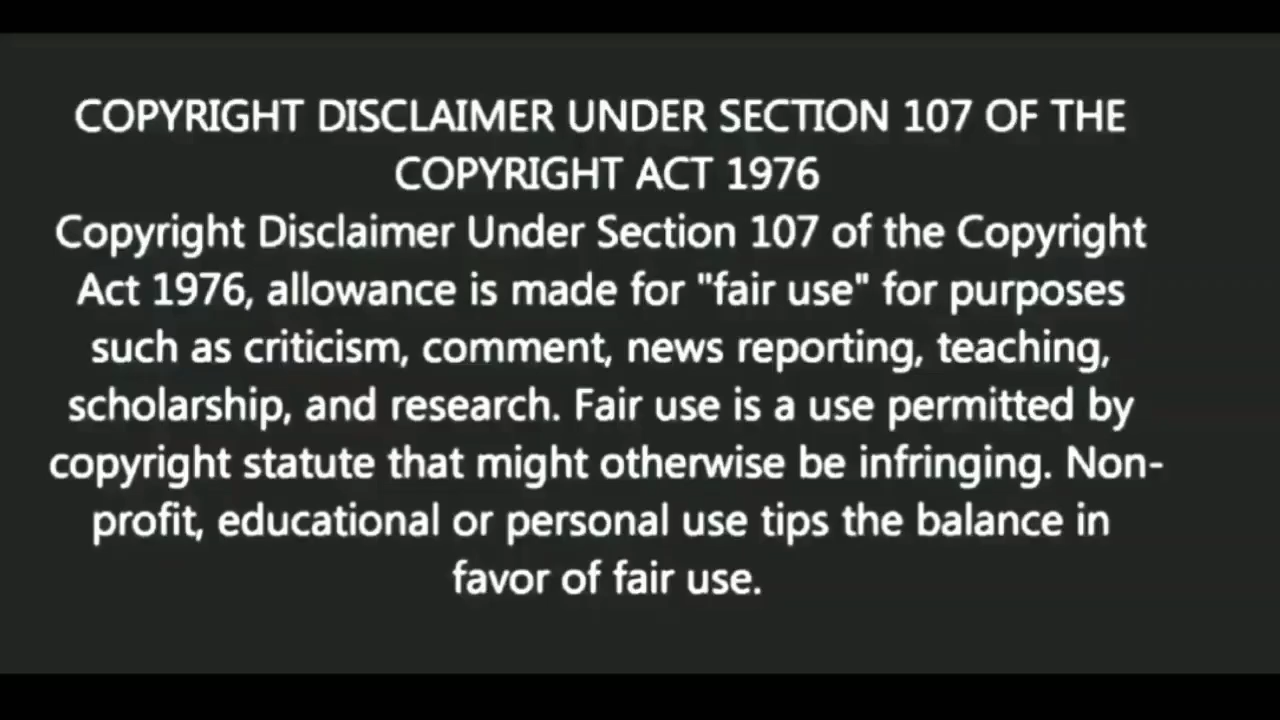 COPYRIGHT DISCLAIMER UNDER SECTION 107 OF THE
COPYRIGHT ACT 1976
Copyright Disclaimer Under Section 107 of the Copyright
Act 1976, allowance is made for "fair use" for purposes
such as criticism, comment, news reporting, teaching,
scholarship, and research. Fair use is a use permitted by
copyright statute that might otherwise be infringing. Non-
profit, educational or personal use tips the balance in
favor of fair use.